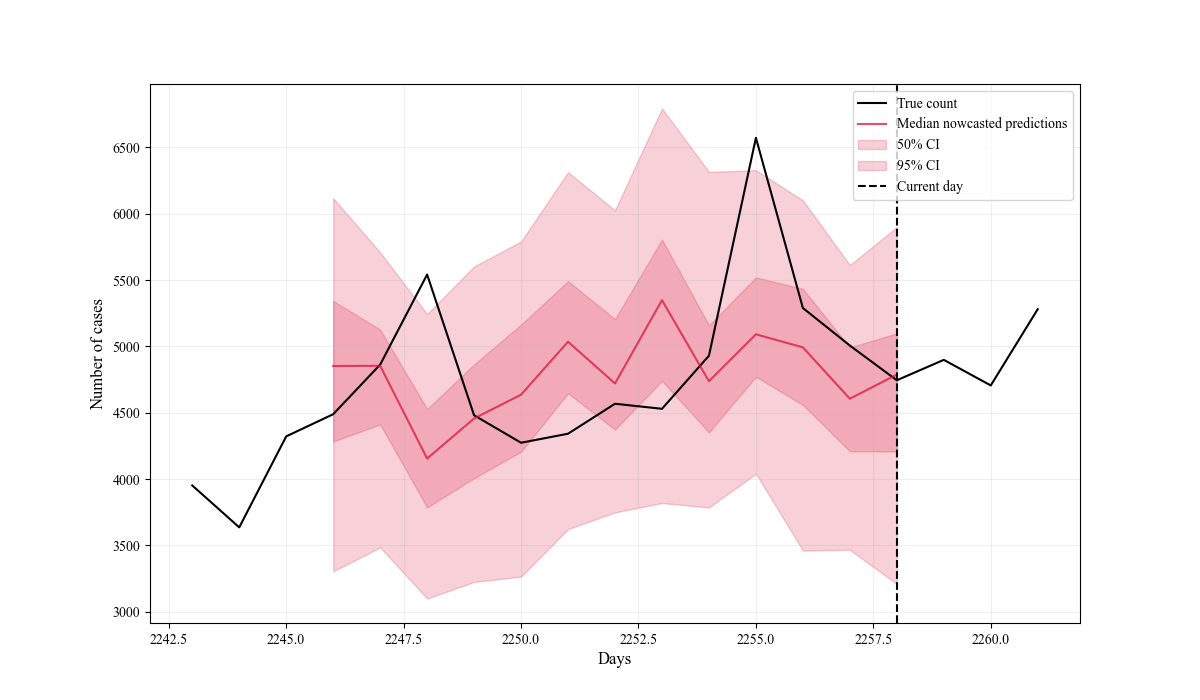 True count
Median nowcasted predictions
50% CI
95% CI
Current day
6500
6000
5500
5000
4500
4000
3500
3000
Number of cases
2242.5 2245.0 2247.5 2250.0 2252.5 2255.0 2257.5 2260.0
Days